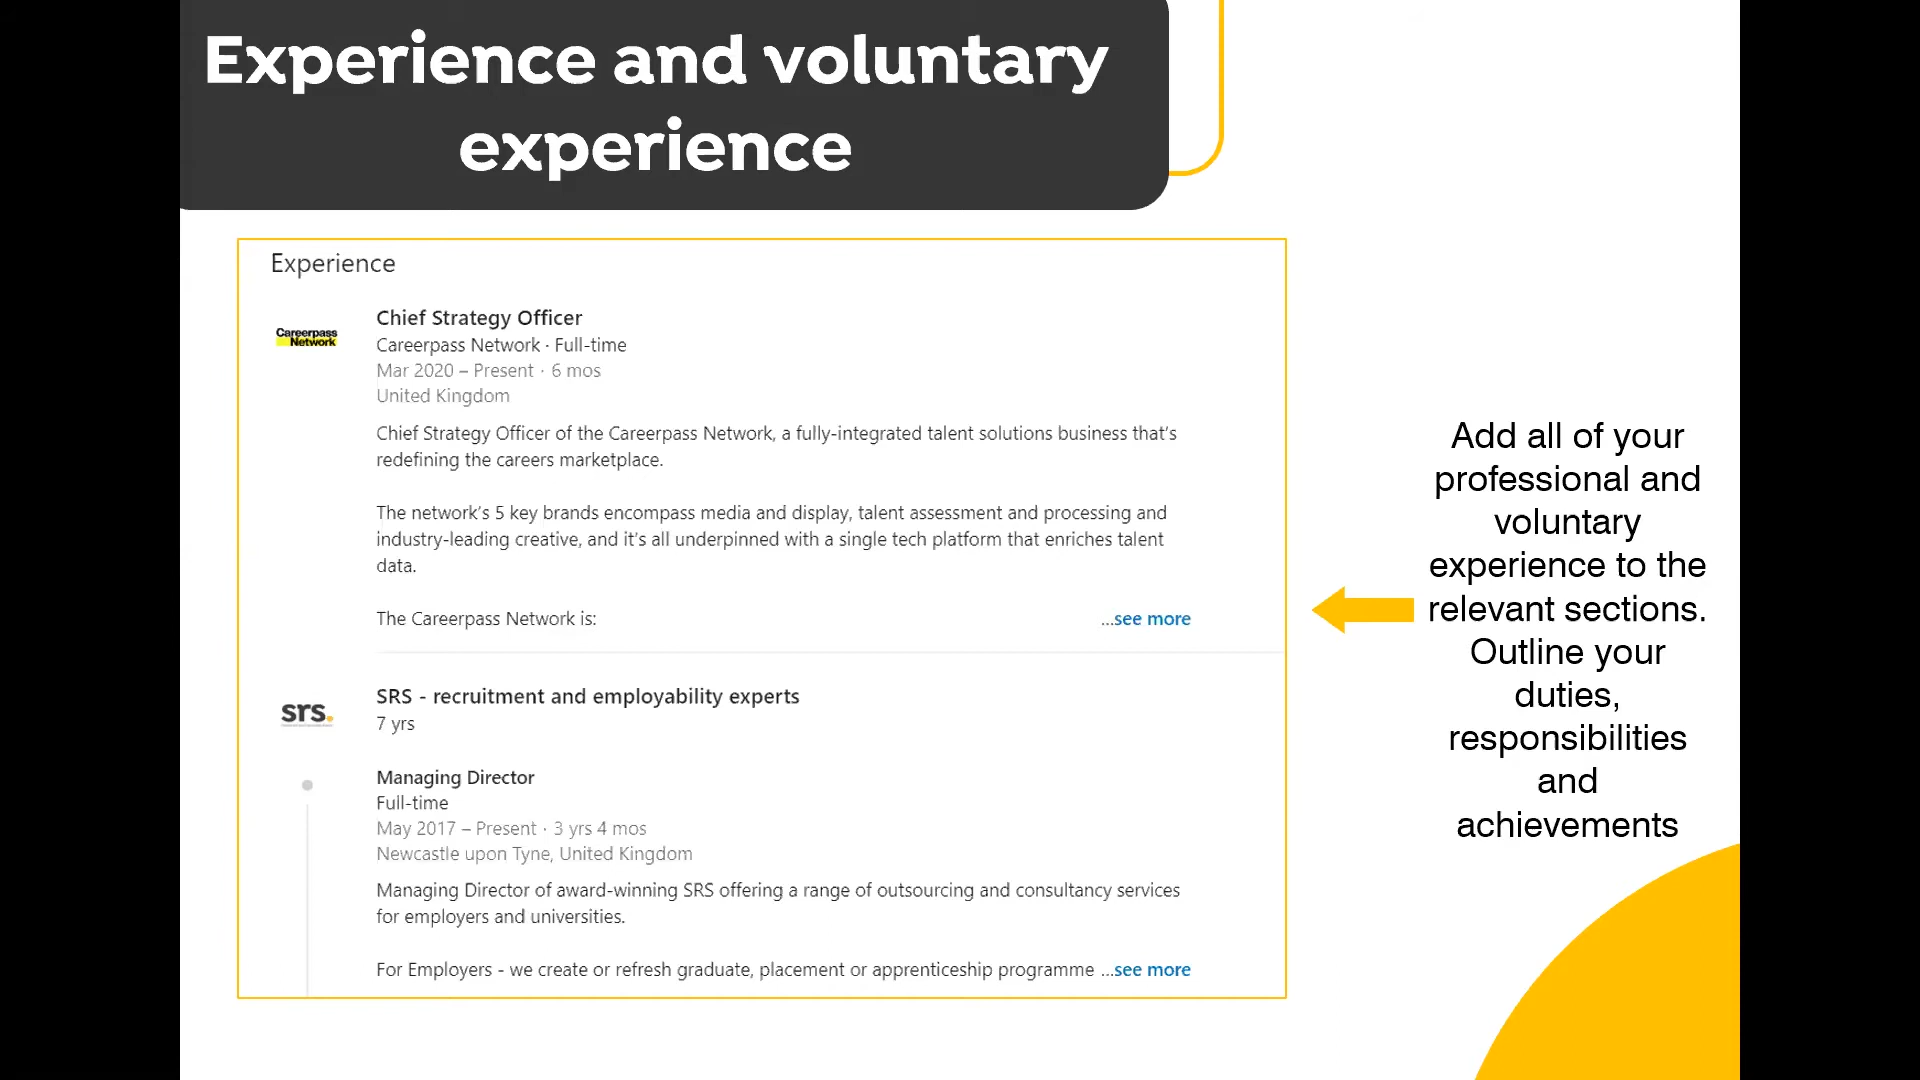 Experience and voluntary
experience
Experience
Careerpass
Network
Chief Strategy Officer
Careerpass Network · Full-time
Mar 2020 – Present · 6 mos
United Kingdom
Chief Strategy Officer of the Careerpass Network, a fully-integrated talent solutions business that's
redefining the careers marketplace.
The network's 5 key brands encompass media and display, talent assessment and processing and
industry-leading creative, and it's all underpinned with a single tech platform that enriches talent
data.
The Careerpass Network is: ...see more
srs.
SRS - recruitment and employability experts
7 yrs
Managing Director
Full-time
May 2017 – Present · 3 yrs 4 mos
Newcastle upon Tyne, United Kingdom
Managing Director of award-winning SRS offering a range of outsourcing and consultancy services
for employers and universities.
For Employers - we create or refresh graduate, placement or apprenticeship programme ...see more
Add all of your
professional and
voluntary
experience to the
relevant sections.
Outline your
duties,
responsibilities
and
achievements